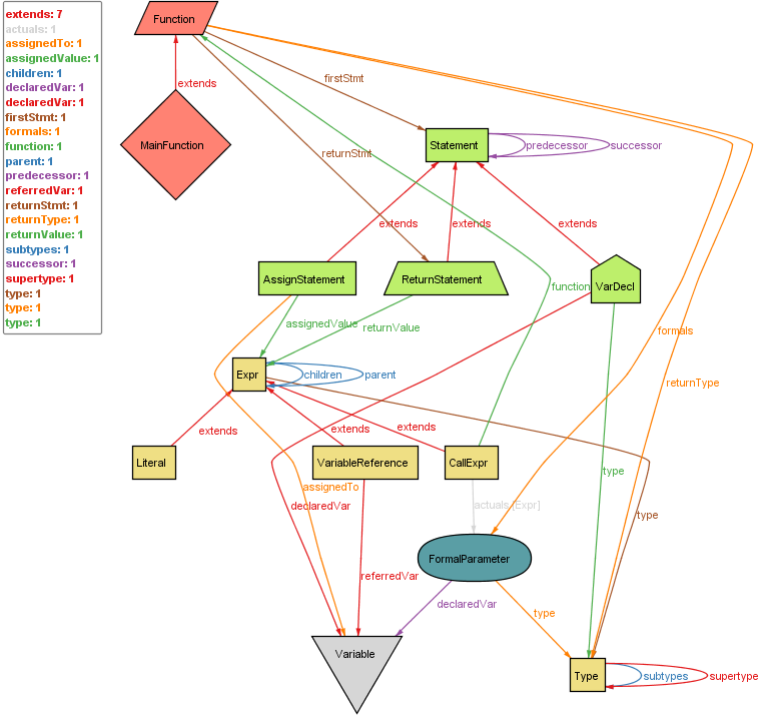 extends: 7
actuals: 1
assignedTo: 1
assignedValue: 1
children: 1
declaredVar: 1
declaredVar: 1
firstStmt: 1
formals: 1
function: 1
parent: 1
predecessor: 1
referredVar: 1
returnStmt: 1
returnType: 1
returnValue: 1
subtypes: 1
successor: 1
supertype: 1
type: 1
type: 1
type: 1
Function
extends
firstStmt
MainFunction
returnStmt
Statement
predecessor
successor
extends
extends
extends
AssignStatement
ReturnStatement
function
VarDecl
assignedValue
returnValue
formals
Expr
children
parent
returnType
extends
extends
extends
Literal
VariableReference
CallExpr
type
assignedTo
declaredVar
actuals [Expr]
type
FormalParameter
referredVar
declaredVar
type
Variable
Type
subtypes
supertype